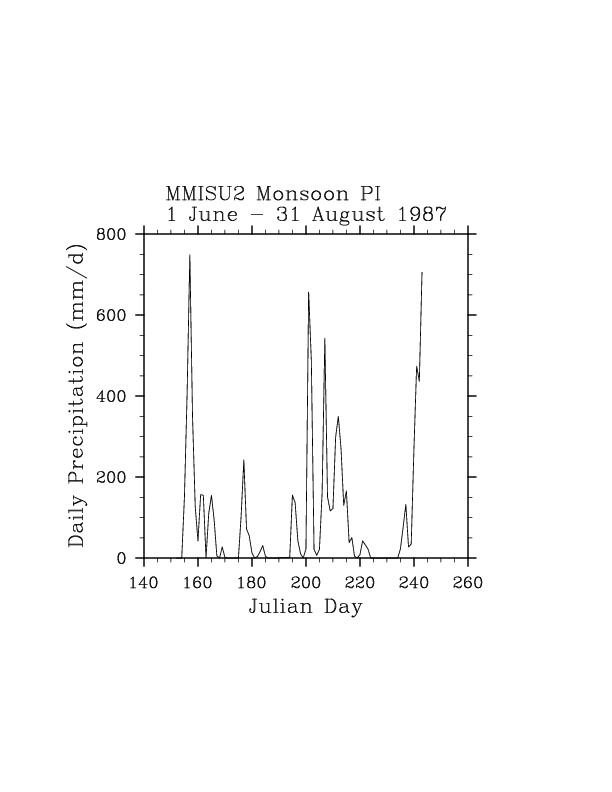 MMISU2 Monsoon PI
1 June – 31 August 1987
Daily Precipitation (mm/d)
800
600
400
200
0
140 160 180 200 220 240 260
Julian Day